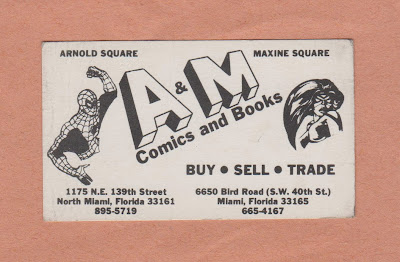 ARNOLD SQUARE MAXINE SQUARE
A & M
Comics and Books
BUY • SELL • TRADE
1175 N.E. 139th Street 6650 Bird Road (S.W. 40th St.)
North Miami, Florida 33161 Miami, Florida 33165
895-5719 665-4167